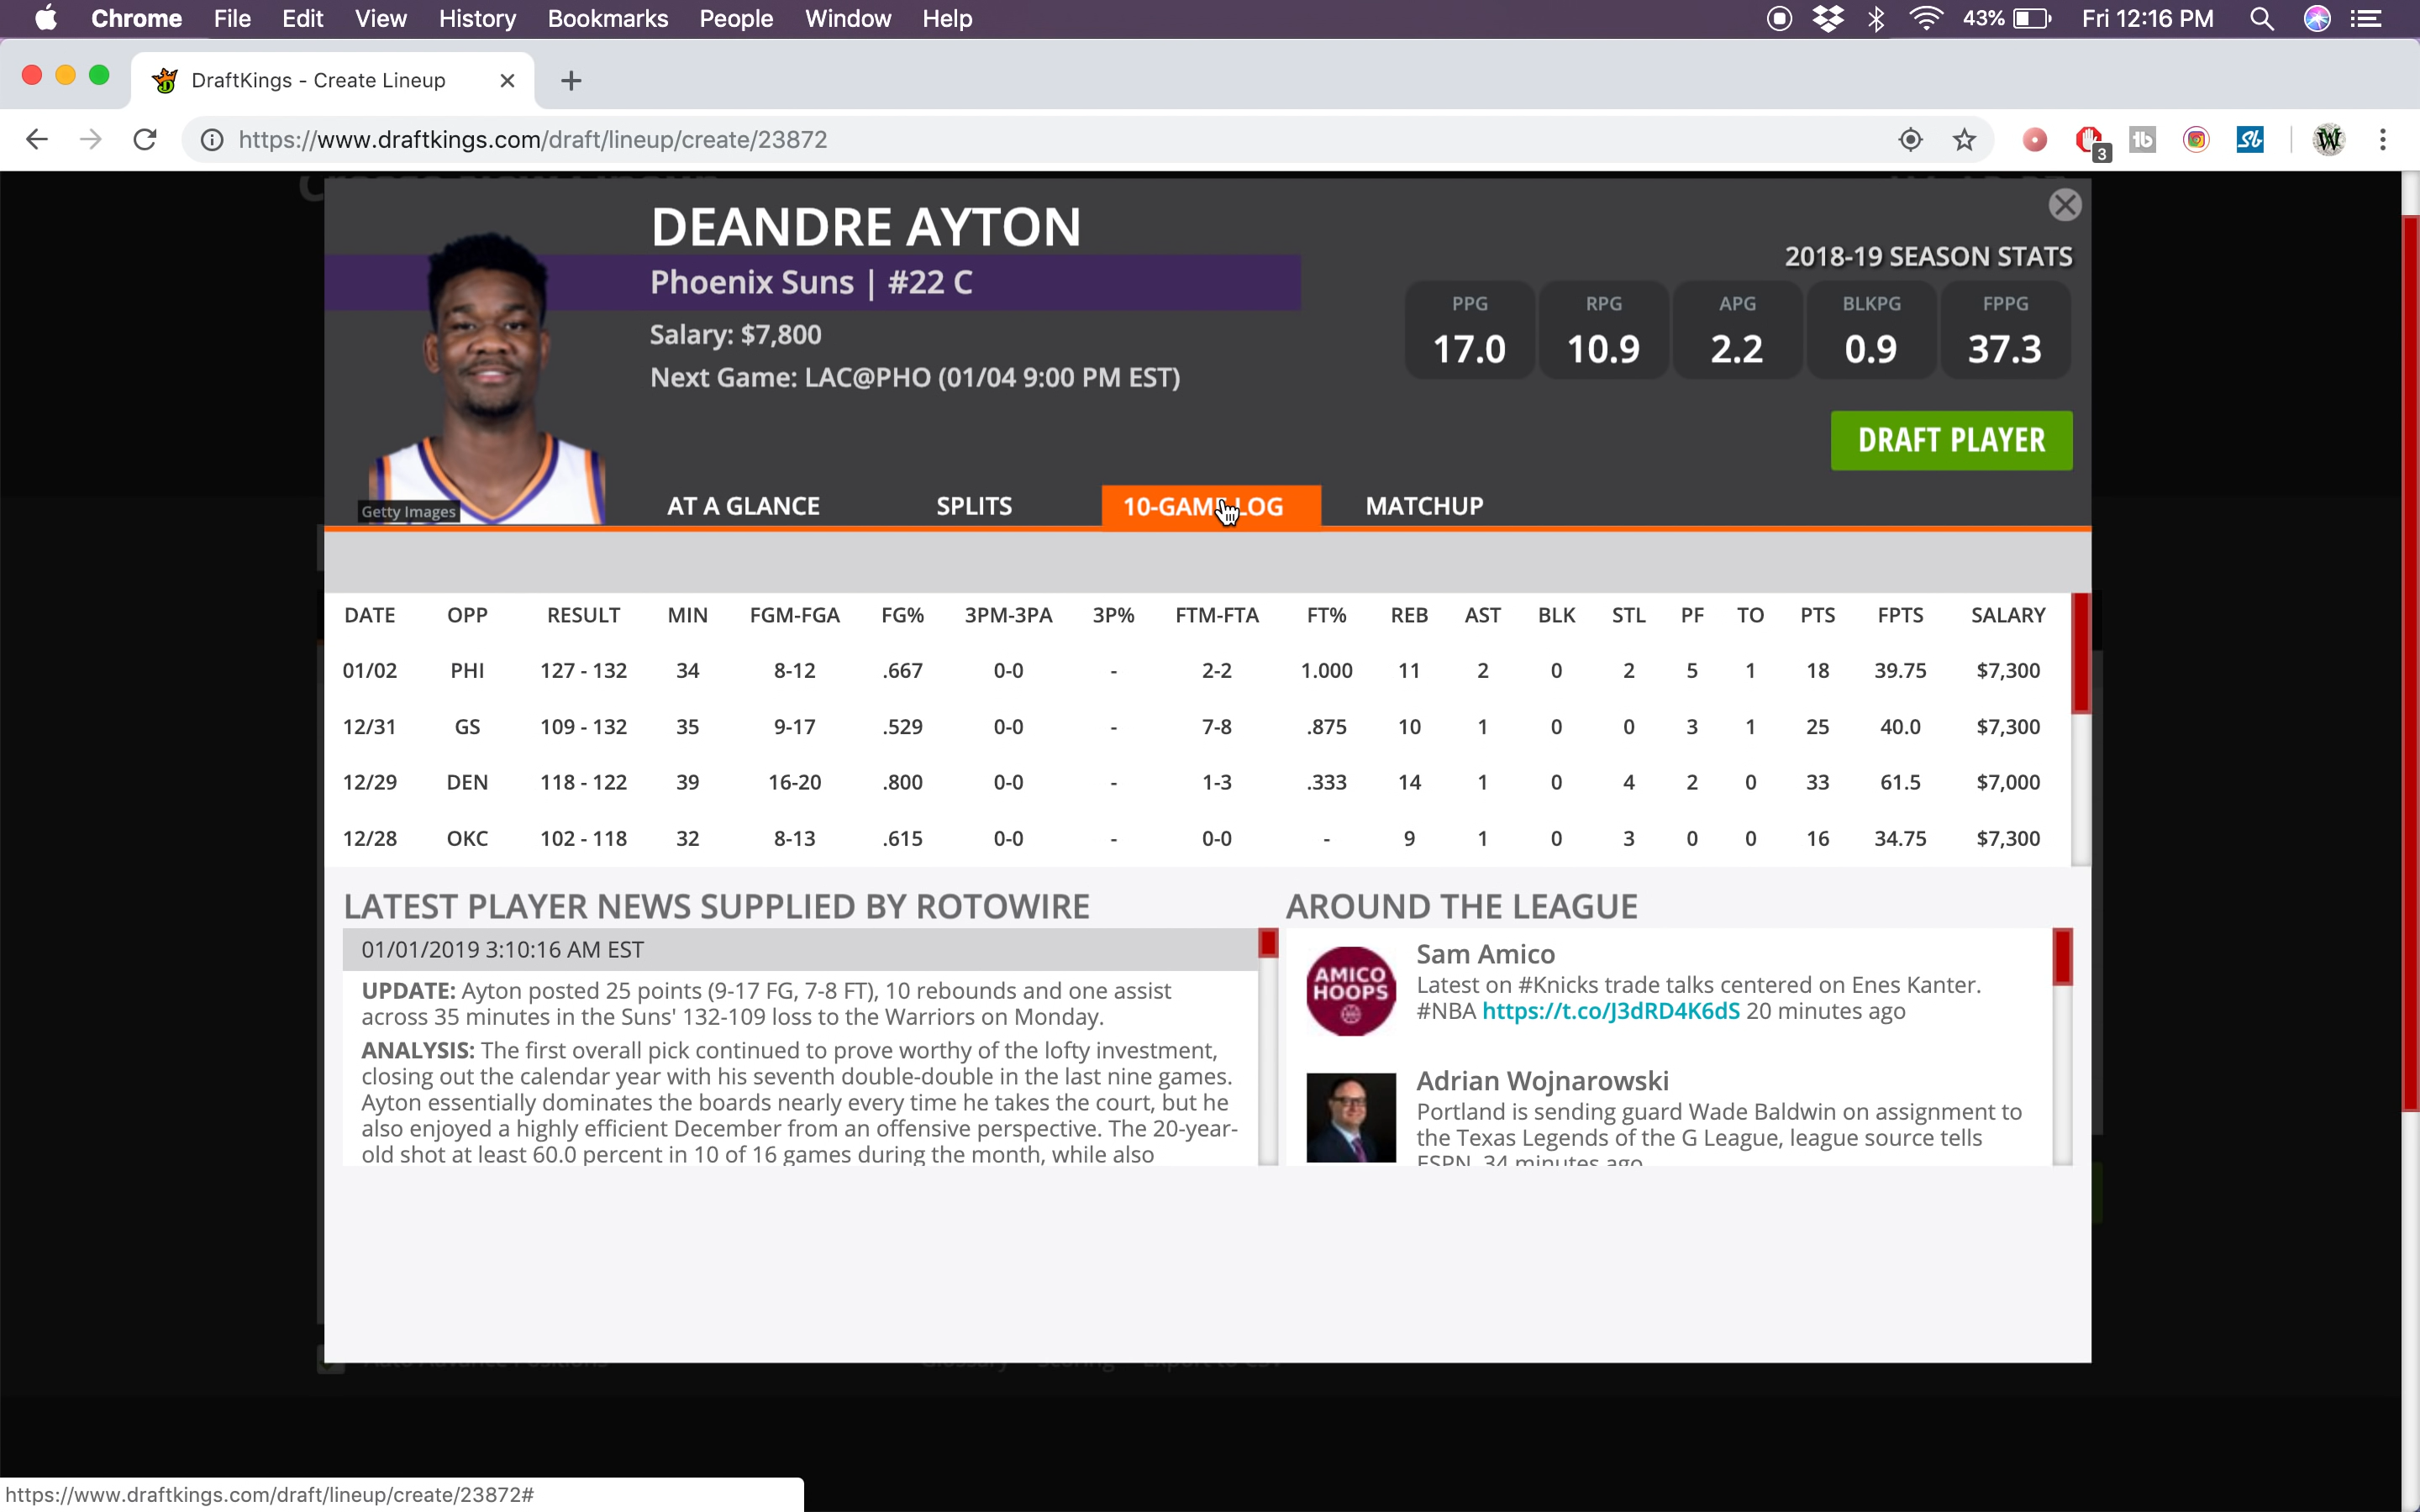 Chrome File Edit View History Bookmarks People Window Help 43% Fri 12:16 PM
DraftKings - Create Lineup
https://www.draftkings.com/draft/lineup/create/23872
3
DEANDRE AYTON
Phoenix Suns | #22 C
Salary: $7,800
Next Game: LAC@PHO (01/04 9:00 PM EST)
Getty Images
2018-19 SEASON STATS
PPG RPG APG BLKPG FPPG
17.0 10.9 2.2 0.9 37.3
DRAFT PLAYER
AT A GLANCE SPLITS 10-GAME LOG MATCHUP
DATE OPP RESULT MIN FGM-FGA FG% 3PM-3PA 3P% FTM-FTA FT% REB AST BLK STL PF TO PTS FPTS SALARY
01/02 PHI 127 - 132 34 8-12 .667 0-0 - 2-2 1.000 11 2 0 2 5 1 18 39.75 $7,300
12/31 GS 109 - 132 35 9-17 .529 0-0 - 7-8 .875 10 1 0 0 3 1 25 40.0 $7,300
12/29 DEN 118 - 122 39 16-20 .800 0-0 - 1-3 .333 14 1 0 4 2 0 33 61.5 $7,000
12/28 OKC 102 - 118 32 8-13 .615 0-0 - 0-0 - 9 1 0 3 0 0 16 34.75 $7,300
LATEST PLAYER NEWS SUPPLIED BY ROTOWIRE
01/01/2019 3:10:16 AM EST
UPDATE: Ayton posted 25 points (9-17 FG, 7-8 FT), 10 rebounds and one assist
across 35 minutes in the Suns' 132-109 loss to the Warriors on Monday.
ANALYSIS: The first overall pick continued to prove worthy of the lofty investment,
closing out the calendar year with his seventh double-double in the last nine games.
Ayton essentially dominates the boards nearly every time he takes the court, but he
also enjoyed a highly efficient December from an offensive perspective. The 20-year-
old shot at least 60.0 percent in 10 of 16 games during the month, while also
AROUND THE LEAGUE
AMICO
HOOPS
Sam Amico
Latest on #Knicks trade talks centered on Enes Kanter.
#NBA https://t.co/J3dRD4K6dS 20 minutes ago
Adrian Wojnarowski
Portland is sending guard Wade Baldwin on assignment to
the Texas Legends of the G League, league source tells
ESPN. 34 minutes ago
https://www.draftkings.com/draft/lineup/create/23872#